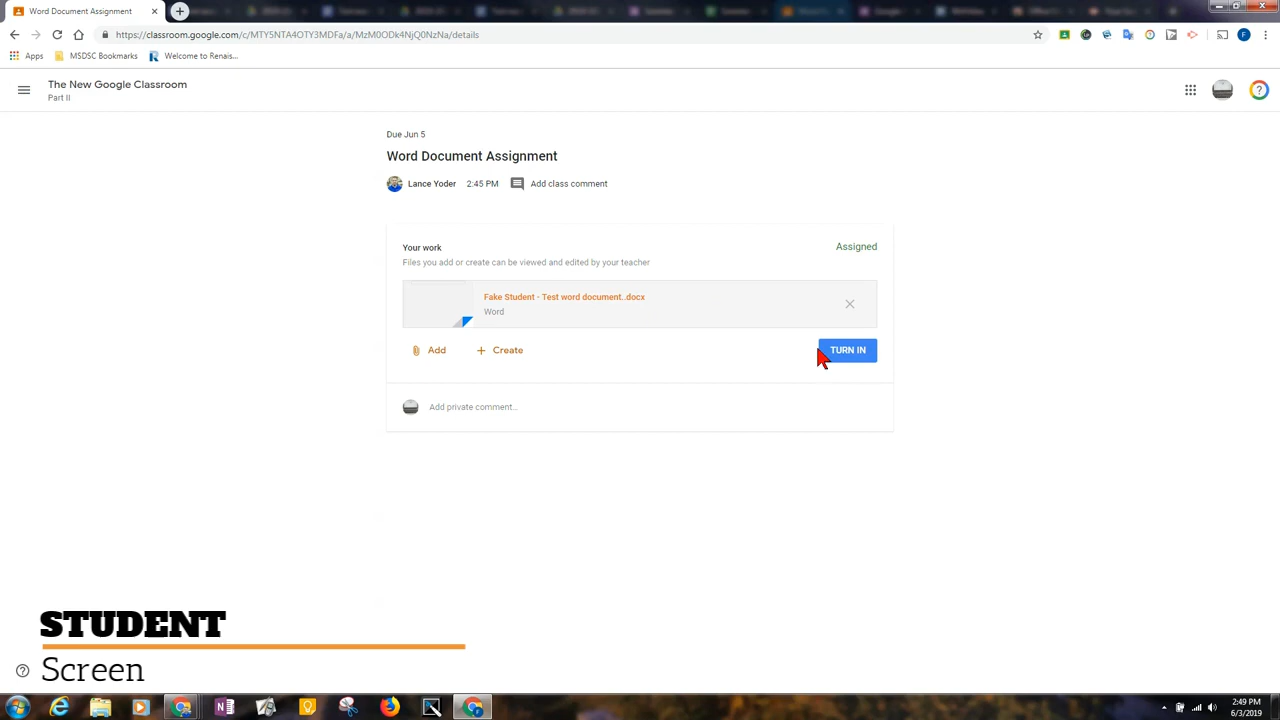 Word Document Assignment
https://classroom.google.com/c/MTY5NTA4OTY3MDFa/a/MzM0ODk4NjQ0NzNa/details
Apps
MSDSC Bookmarks
Welcome to Renais...
The New Google Classroom
Part II
Due Jun 5
Word Document Assignment
Lance Yoder 2:45 PM Add class comment
Your work
Assigned
Files you add or create can be viewed and edited by your teacher
Fake Student - Test word document..docx
Word
Add
Create
TURN IN
Add private comment...
STUDENT
Screen
2:49 PM
6/3/2019